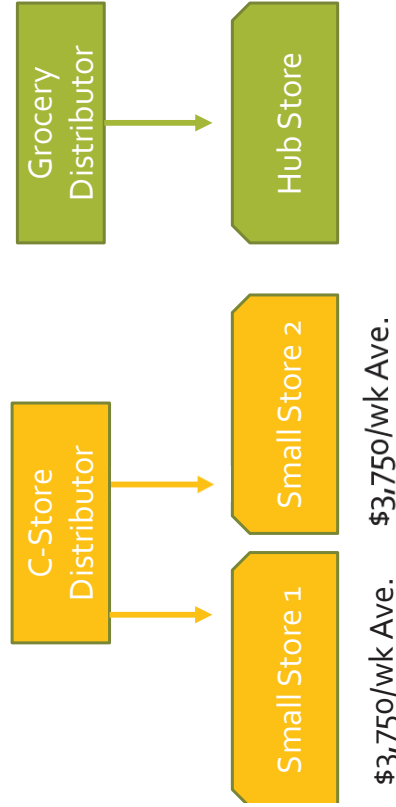 C-Store
Distributor
Grocery
Distributor
Small Store 1
Small Store 2
Hub Store
$3,750/wk Ave.
$3,750/wk Ave.